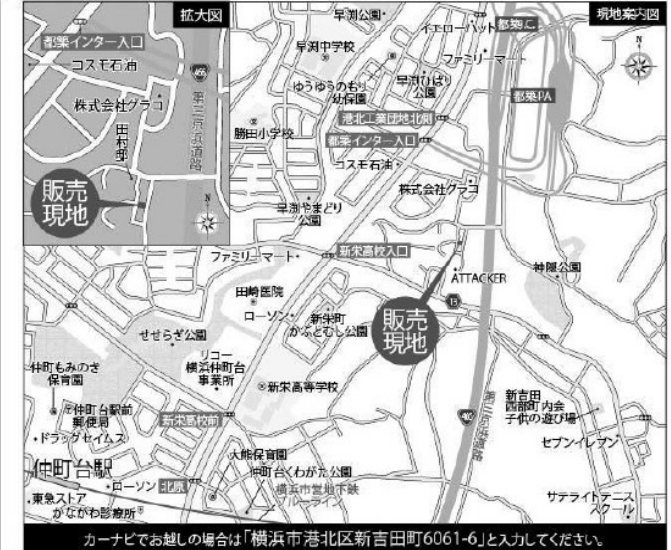 拡大図
都築インター入口
コスモ石油
466
株式会社グラコ
第三京浜道路
田村邸
販売
現地
N
現地案内図
早渕公園
イエローハット
都築I.C.
早渕中学校
ファミリーマート
ゆうゆうのもり
幼保園
早渕ひばり
公園
都築PA
港北工業団地北側
勝田小学校
都築インター入口
コスモ石油
株式会社グラコ
早渕やまどり
公園
新栄高校入口
ファミリーマート
ATTACKER
神隠公園
田崎医院
13
ローソン
新栄町
かぶとむし公園
販売
現地
せせらぎ公園
リコー
横浜仲町台
事業所
仲町もみのき
保育園
新栄高等学校
仲町台駅前
郵便局
新吉田
西部町内会
子供の遊び場
新栄高校前
466
第三京浜道路
ドラッグセイムス
セブンイレブン
大熊保育園
仲町台駅
仲町台くわがた公園
ローソン
北原
横浜市営地下鉄
ブルーライン
東急ストア
かながわ診療所
サテライトテニス
スクール
カーナビでお越しの場合は「横浜市港北区新吉田町6061-6」と入力してください。